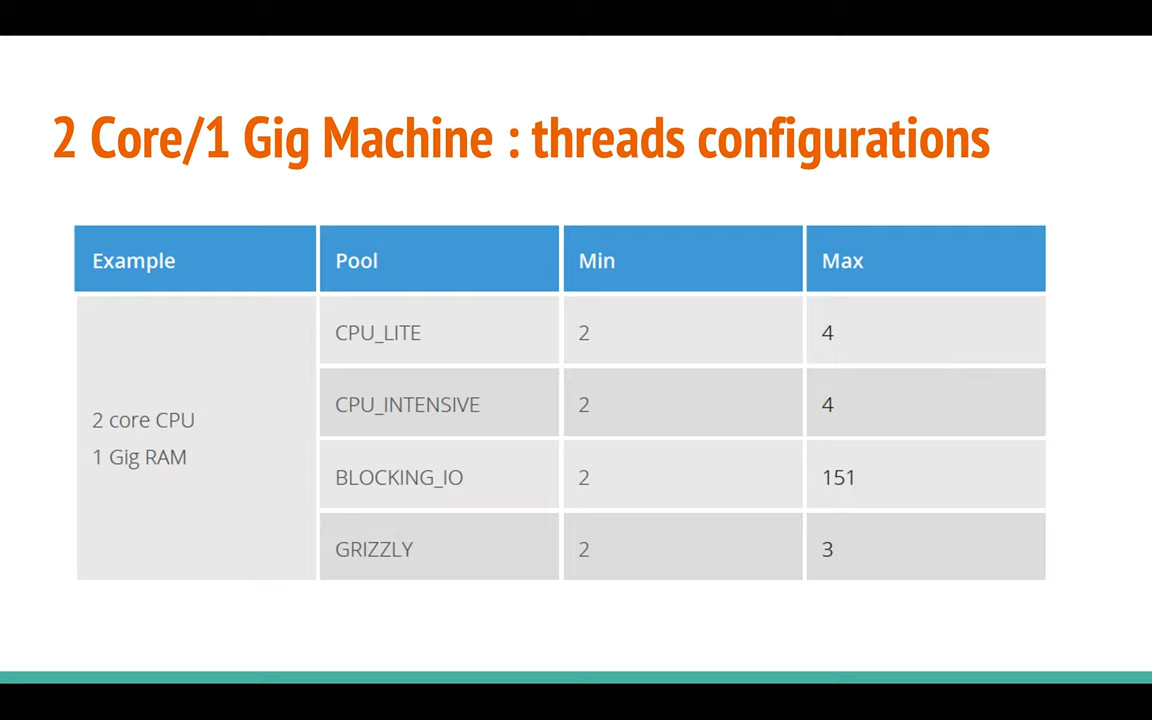 2 Core/1 Gig Machine : threads configurations
Example Pool Min Max
2 core CPU
1 Gig RAM
CPU_LITE 2 4
CPU_INTENSIVE 2 4
BLOCKING_IO 2 151
GRIZZLY 2 3